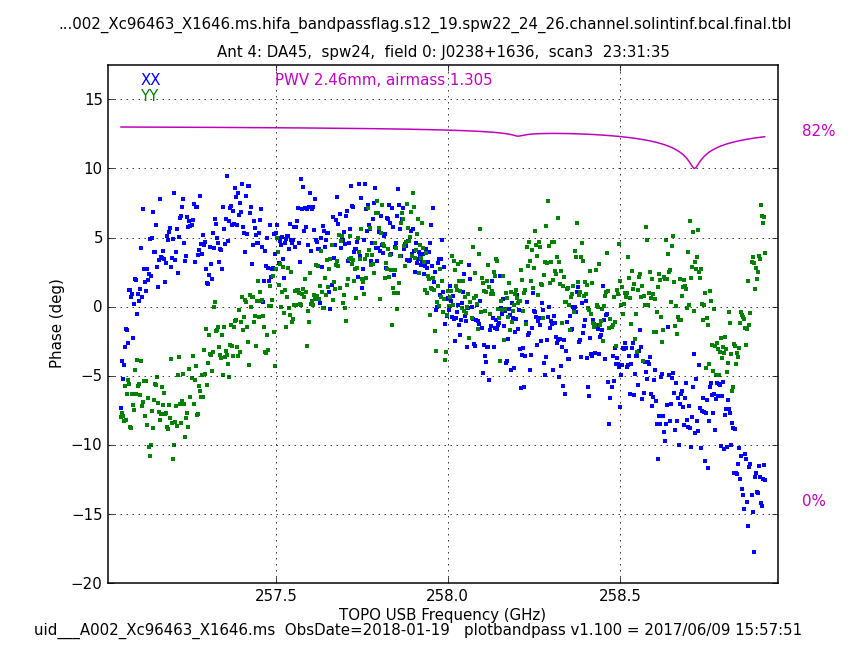 ...002_Xc96463_X1646.ms.hifa_bandpassflag.s12_19.spw22_24_26.channel.solintinf.bcal.final.tbl
Ant 4: DA45,  spw24,  field 0: J0238+1636,  scan3  23:31:35
XX
PWV 2.46mm, airmass 1.305
YY
15
82%
10
5
0
Phase (deg)
−5
−10
0%
−15
−20
257.5
258.0
258.5
TOPO USB Frequency (GHz)
uid___A002_Xc96463_X1646.ms  ObsDate=2018-01-19   plotbandpass v1.100 = 2017/06/09 15:57:51